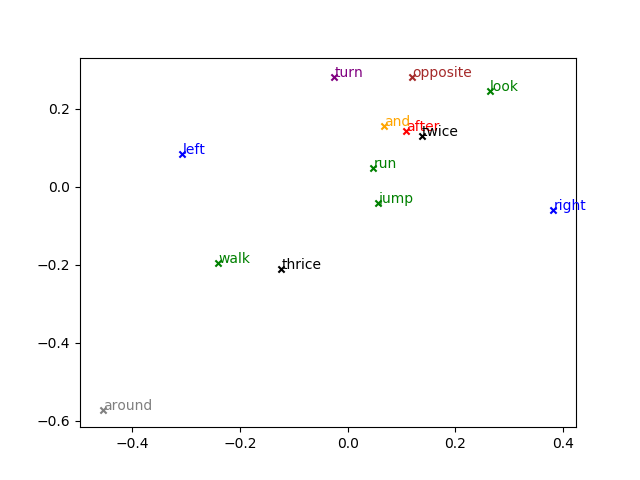 turn opposite
look
0.2
and
after
twice
left
run
0.0
jump
right
walk
thrice
−0.2
−0.4
around
−0.6
−0.4 −0.2 0.0 0.2 0.4